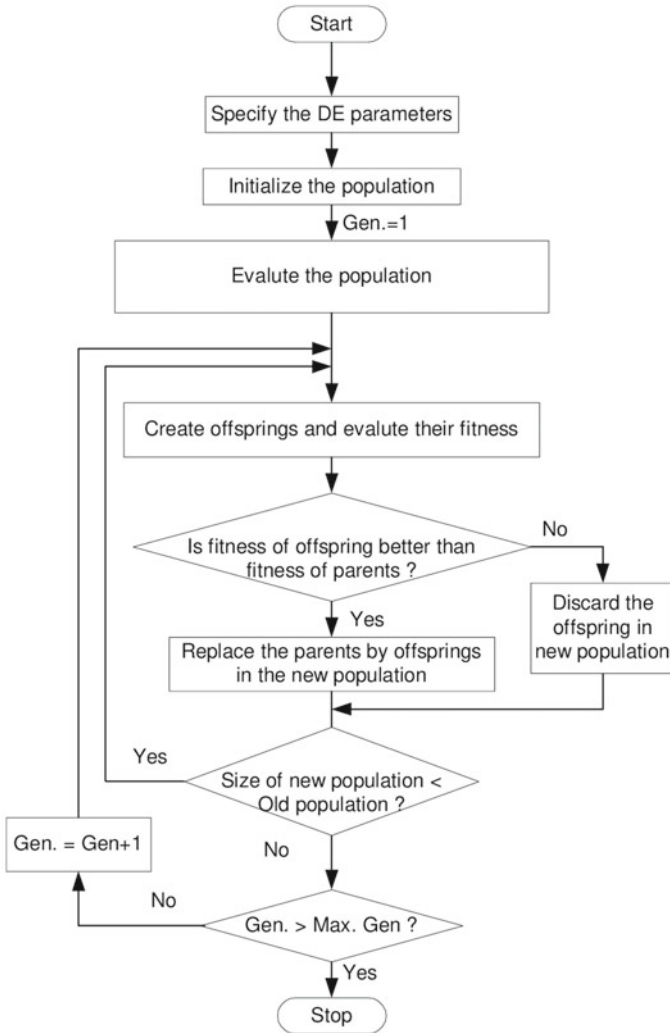 Start
Specify the DE parameters
Initialize the population
Gen.=1
Evalute the population
Create offsprings and evalute their fitness
Is fitness of offspring better than
fitness of parents ?
No
Yes
Discard the
offspring in
new population
Replace the parents by offsprings
in the new population
Yes
Size of new population <
Old population ?
No
Gen. = Gen+1
No
Gen. > Max. Gen ?
Yes
Stop